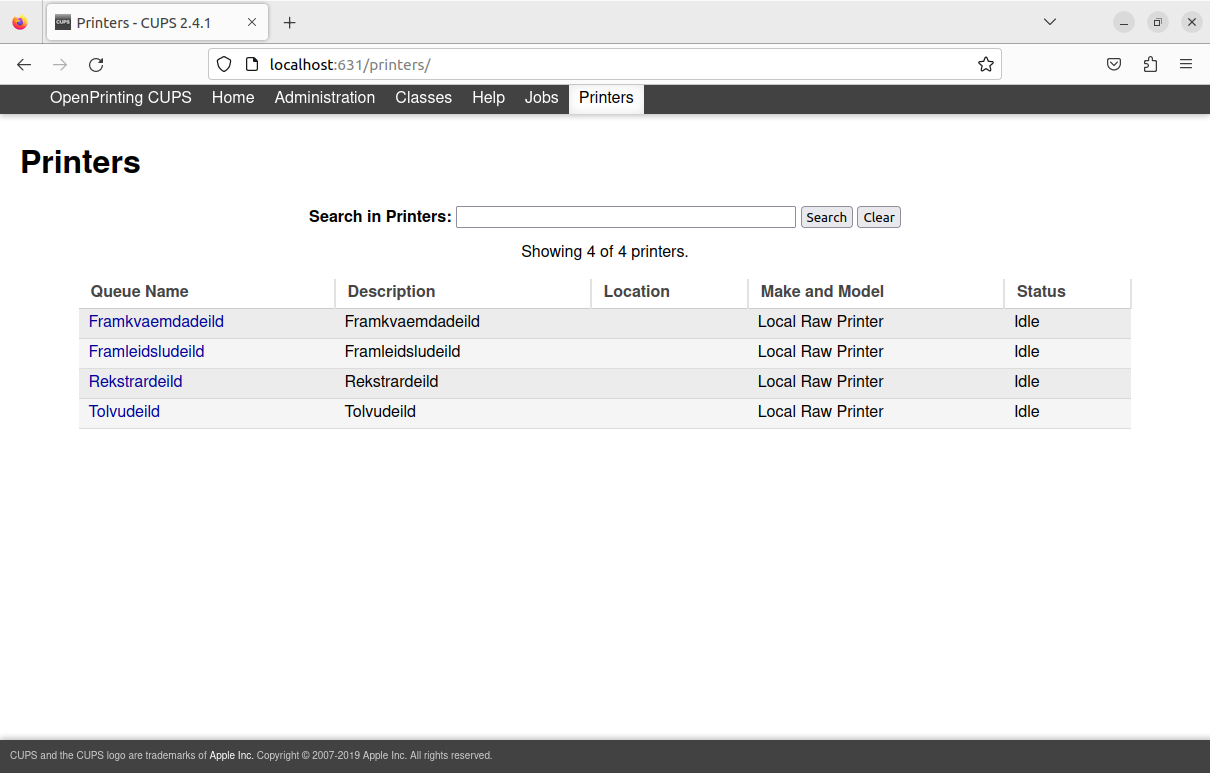 Printers - CUPS 2.4.1
localhost:631/printers/
OpenPrinting CUPS Home Administration Classes Help Jobs Printers
Printers
Search in Printers: Search Clear
Showing 4 of 4 printers.
Queue Name Description Location Make and Model Status
Framkvaemdadeild Framkvaemdadeild Local Raw Printer Idle
Framleidsludeild Framleidsludeild Local Raw Printer Idle
Rekstrardeild Rekstrardeild Local Raw Printer Idle
Tolvudeild Tolvudeild Local Raw Printer Idle
CUPS and the CUPS logo are trademarks of Apple Inc. Copyright © 2007-2019 Apple Inc. All rights reserved.